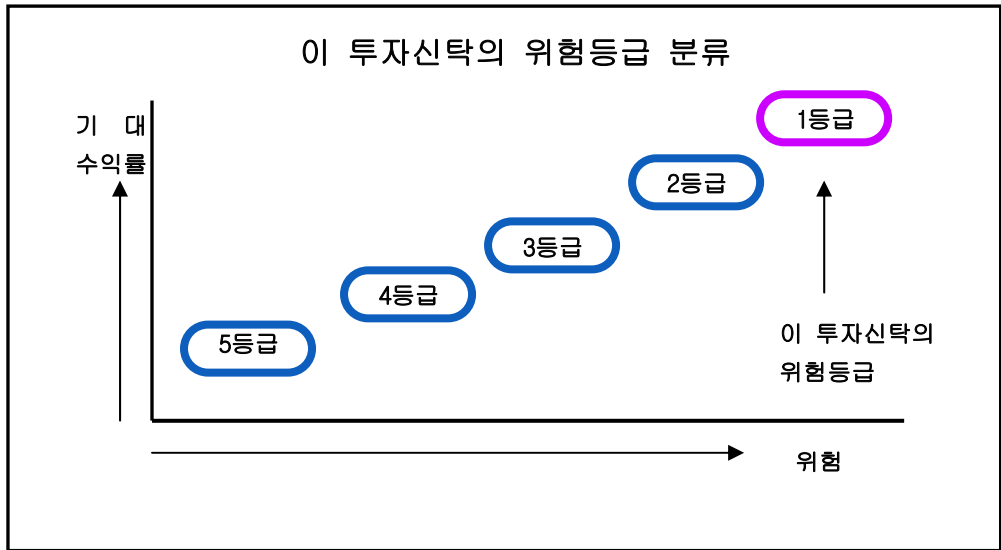 이 투자신탁의 위험등급 분류
기 대
수익률
1등급
2등급
3등급
4등급
5등급
이 투자신탁의
위험등급
위험